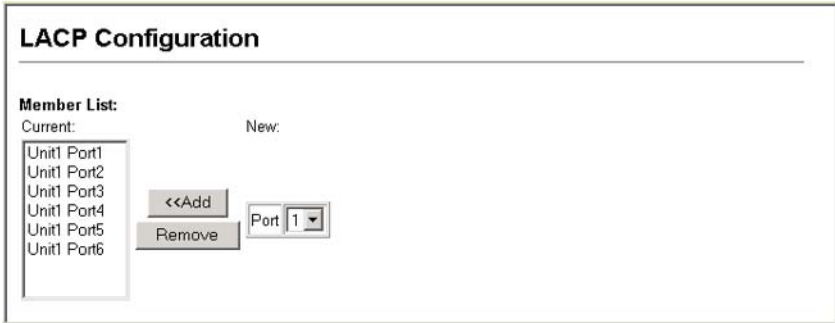 LACP Configuration
Member List:
Current:
New:
Unit1 Port1
Unit1 Port2
Unit1 Port3
Unit1 Port4
Unit1 Port5
Unit1 Port6
<<Add
Remove
Port 1